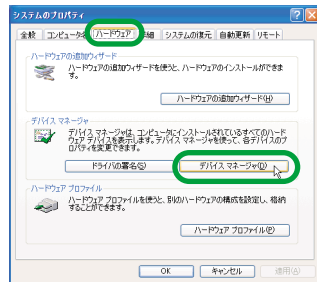 システムのプロパティ
全般 コンピュータ名 ハードウェア 詳細 システムの復元 自動更新 リモート
ハードウェアの追加ウィザード
ハードウェアの追加ウィザードを使うと、ハードウェアのインストールができま
す。
ハードウェアの追加ウィザード(H)
デバイス マネージャ
デバイス マネージャは、コンピュータにインストールされているすべてのハード
ウェア デバイスを表示します。デバイス マネージャを使って、各デバイスのプ
ロパティを変更できます。
ドライバの署名(S) デバイス マネージャ(D)
ハードウェア プロファイル
ハードウェア プロファイルを使うと、別のハードウェアの構成を設定し、格納
することができます。
ハードウェア プロファイル(P)
OK キャンセル 適用(A)